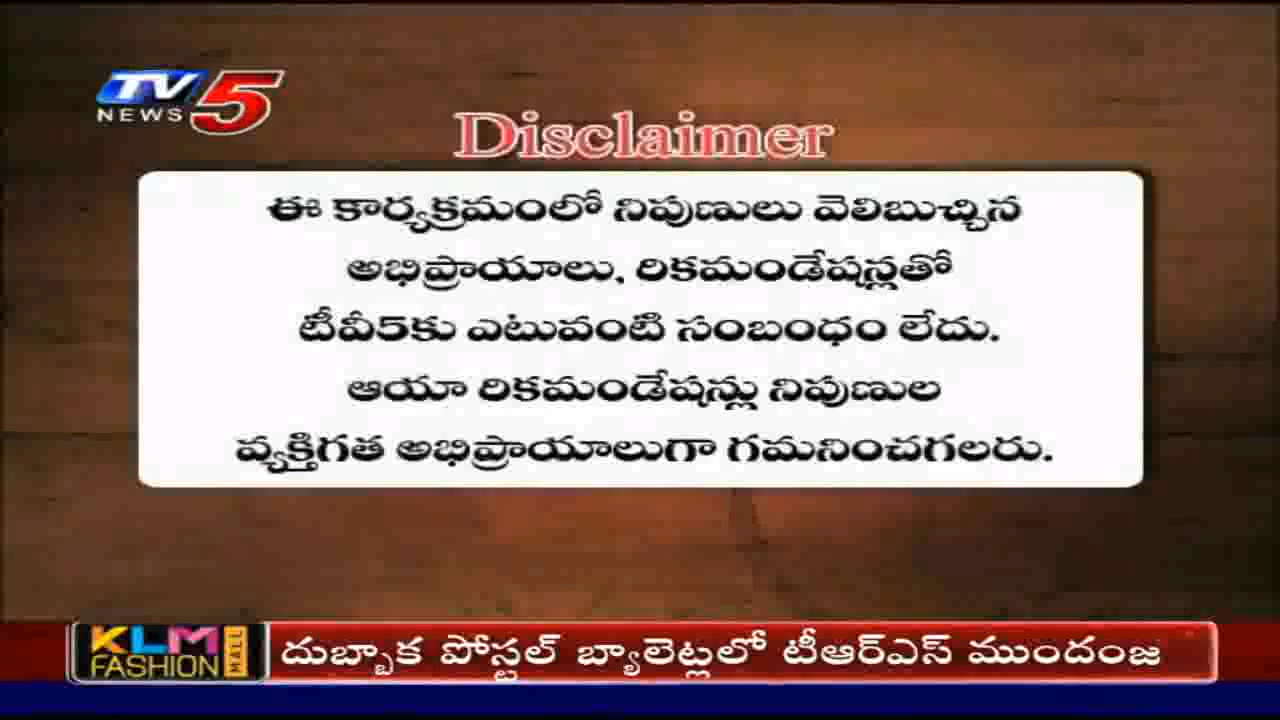 TV5
NEWS
Disclaimer
ఈ కార్యక్రమంలో నిపుణులు వెలిబుచ్చిన
అభిప్రాయాలు, రికమండేషన్లతో
టీవీ5కు ఎటువంటి సంబంధం లేదు.
ఆయా రికమండేషన్లు నిపుణుల
వ్యక్తిగత అభిప్రాయాలుగా గమనించగలరు.
KLM
FASHION
MALL
దుబ్బాక పోస్టల్ బ్యాలెట్లలో టీఆర్ఎస్ ముందంజ